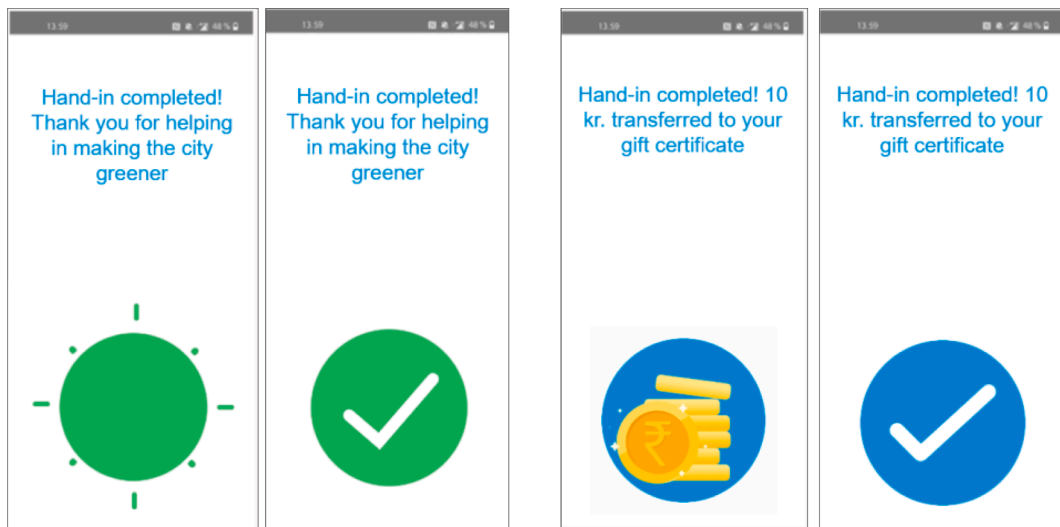 13.59 48 %
Hand-in completed!
Thank you for helping
in making the city
greener
13.59 48 %
Hand-in completed!
Thank you for helping
in making the city
greener
13.59 48 %
Hand-in completed! 10
kr. transferred to your
gift certificate
₹
13.59 48 %
Hand-in completed! 10
kr. transferred to your
gift certificate